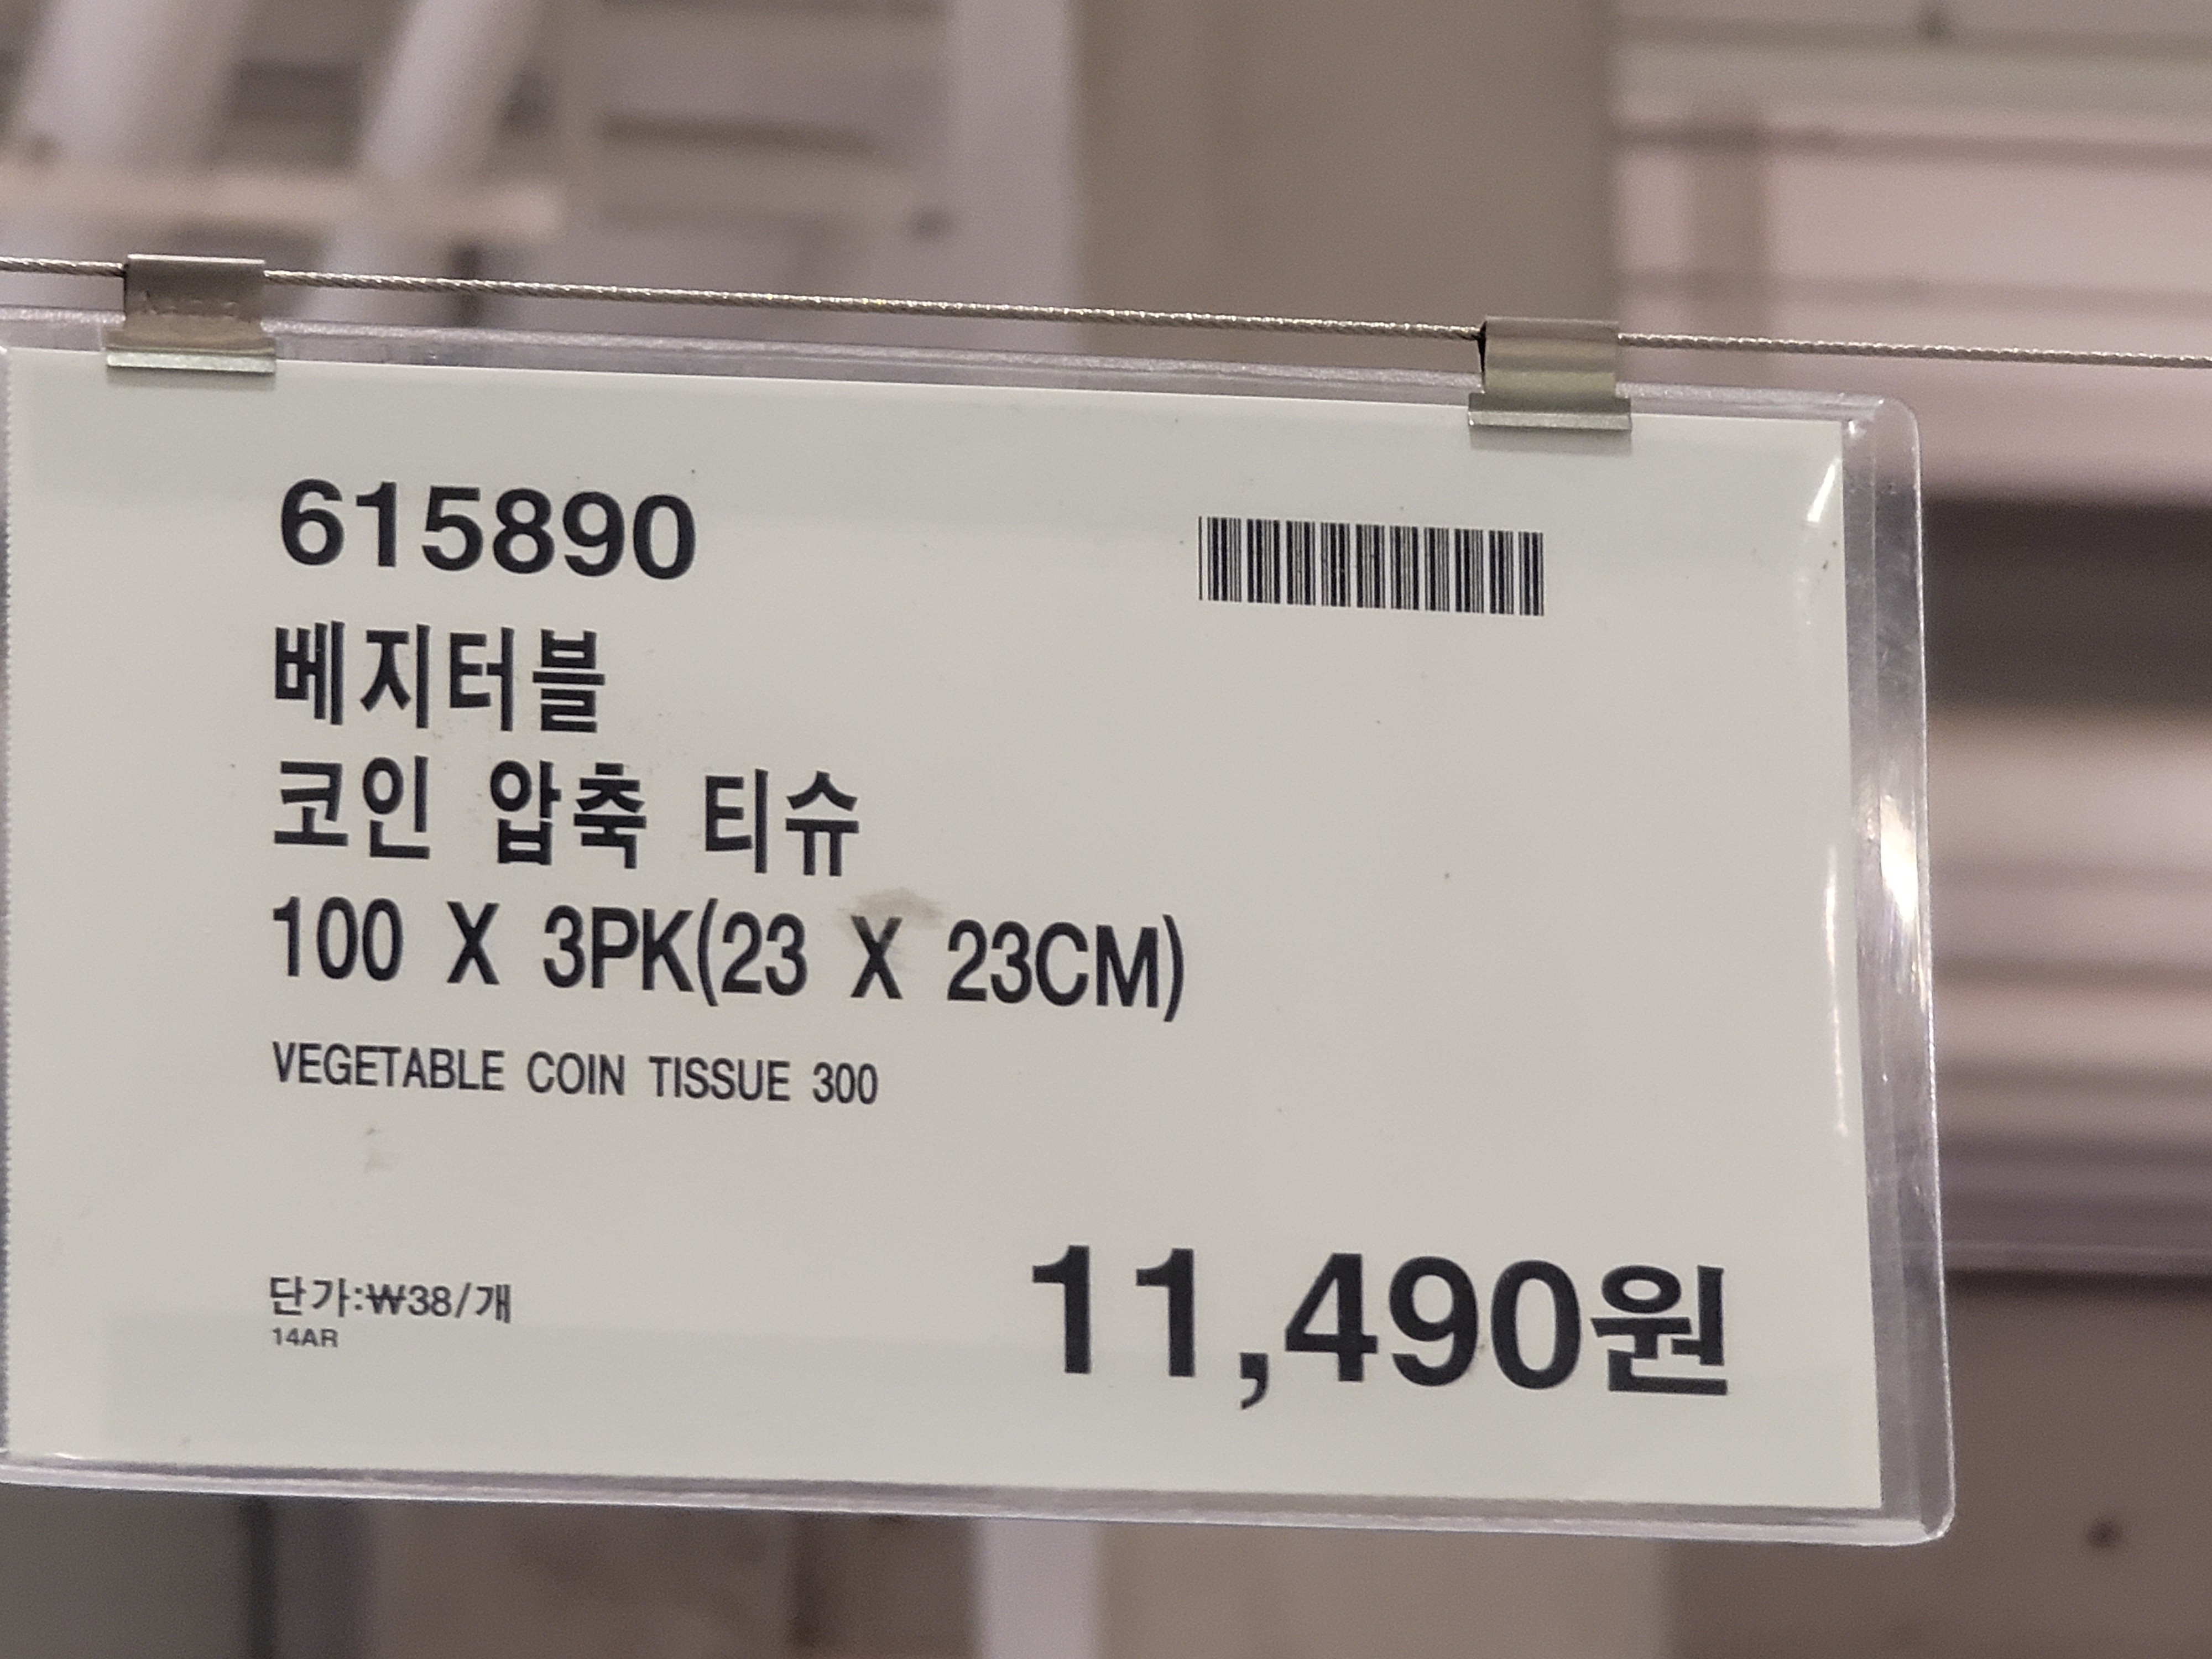 615890
베지터블
코인 압축 티슈
100 X 3PK(23 X 23CM)
VEGETABLE COIN TISSUE 300
단가:₩38/개
14AR
11,490원